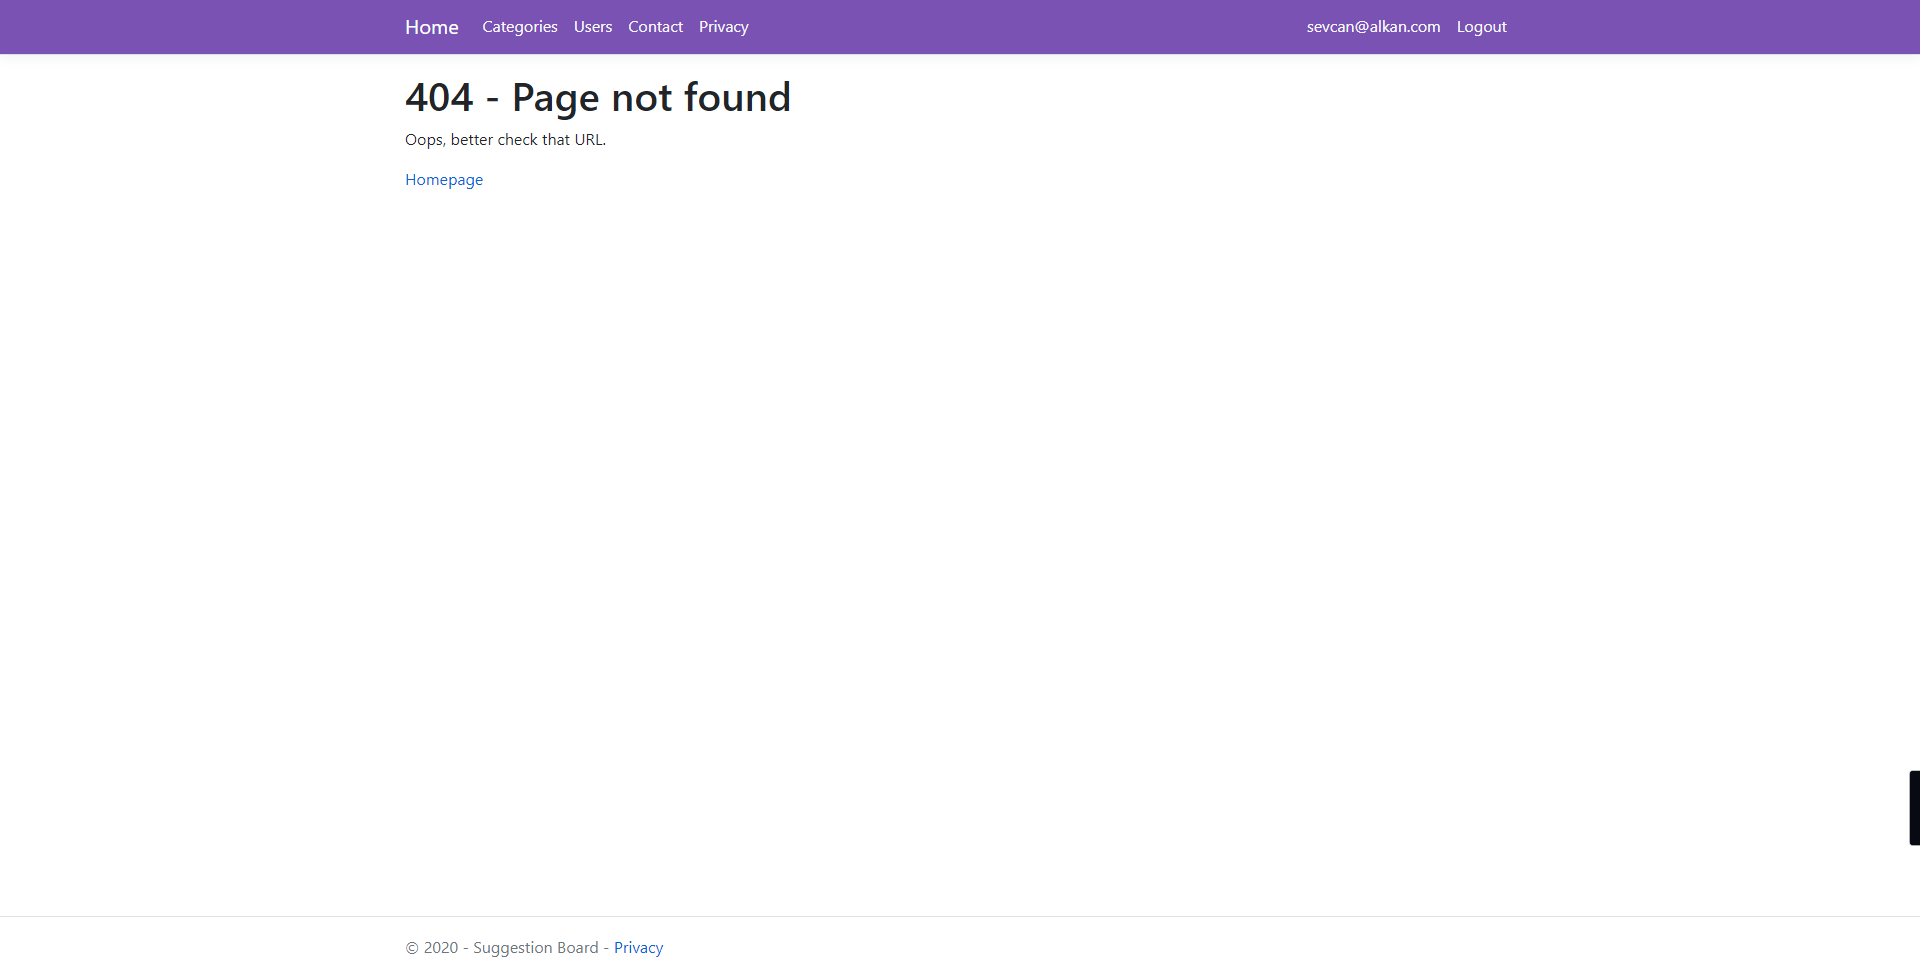 Home Categories Users Contact Privacy sevcan@alkan.com Logout
404 - Page not found
Oops, better check that URL.
Homepage
© 2020 - Suggestion Board - Privacy